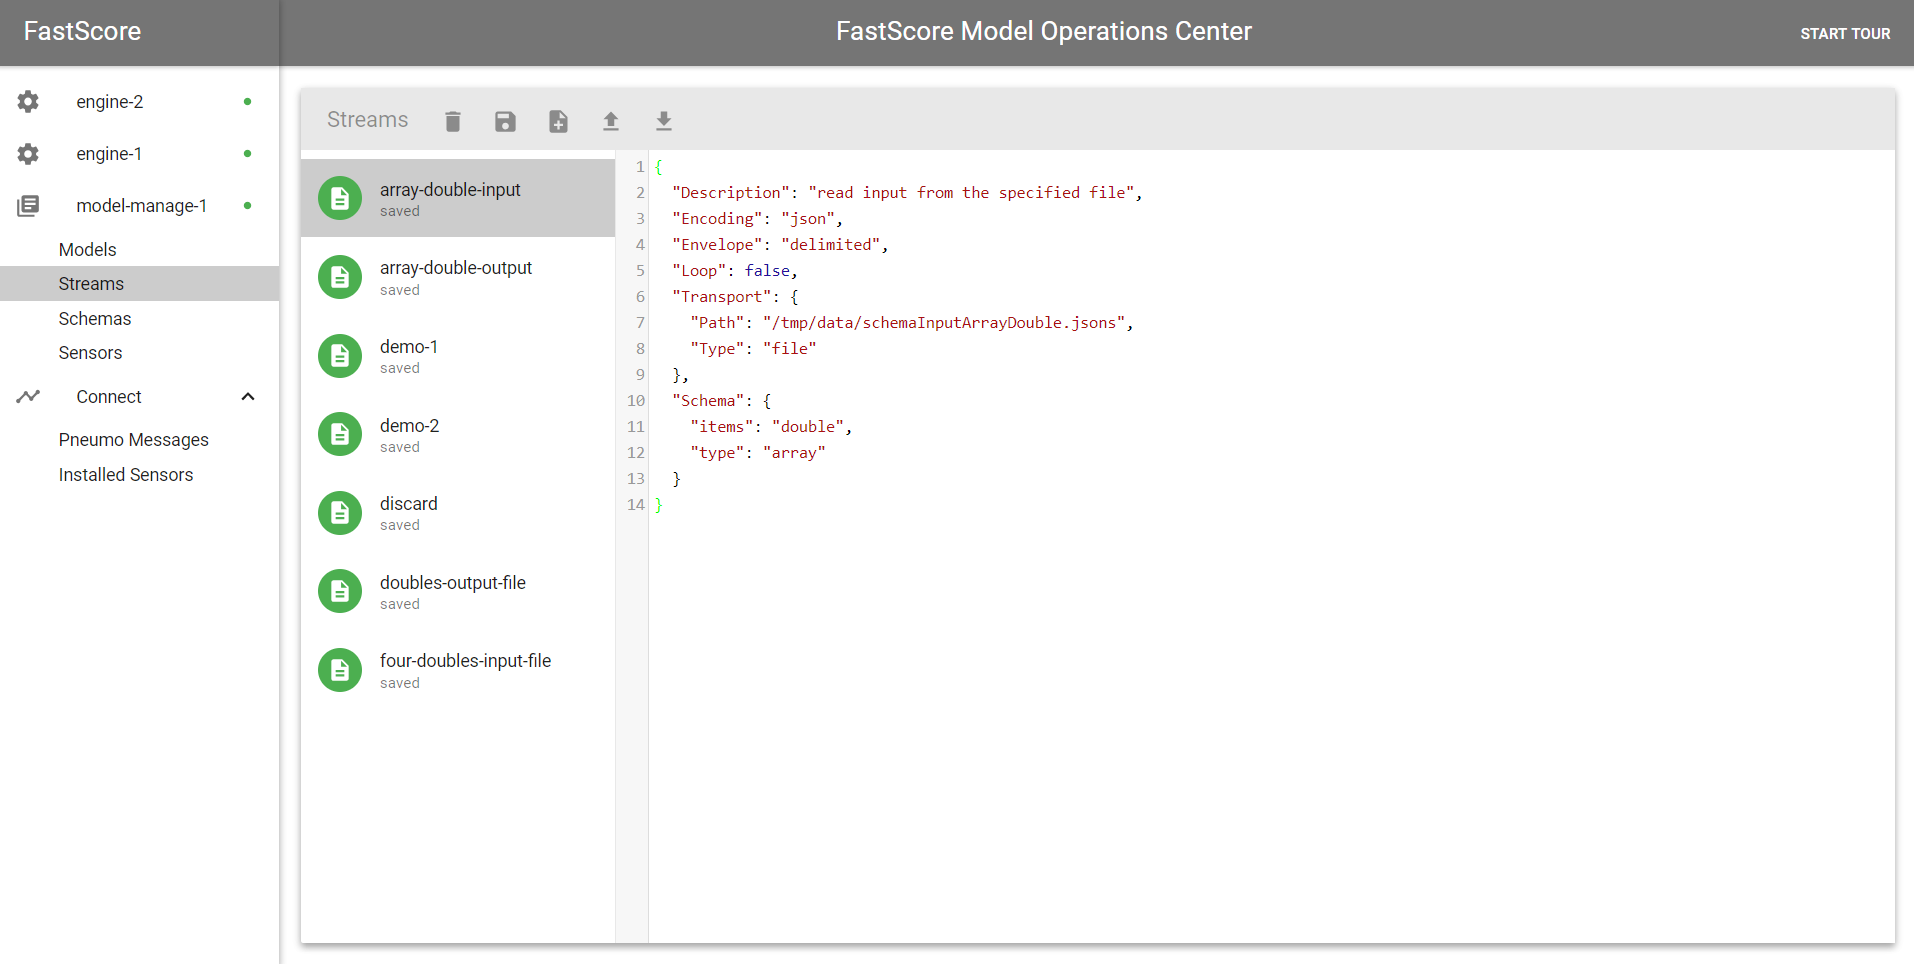 FastScore
FastScore Model Operations Center
START TOUR
engine-2
engine-1
model-manage-1
Models
Streams
Schemas
Sensors
Connect
Pneumo Messages
Installed Sensors
Streams
array-double-input
saved
array-double-output
saved
demo-1
saved
demo-2
saved
discard
saved
doubles-output-file
saved
four-doubles-input-file
saved
1 {
2 "Description": "read input from the specified file",
3 "Encoding": "json",
4 "Envelope": "delimited",
5 "Loop": false,
6 "Transport": {
7 "Path": "/tmp/data/schemaInputArrayDouble.jsons",
8 "Type": "file"
9 },
10 "Schema": {
11 "items": "double",
12 "type": "array"
13 }
14 }